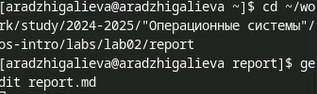 [aradzhigalieva@aradzhigalieva ~]$ cd ~/wo
rk/study/2024-2025/"Операционные системы"/
os-intro/labs/lab02/report
[aradzhigalieva@aradzhigalieva report]$ ge
dit report.md